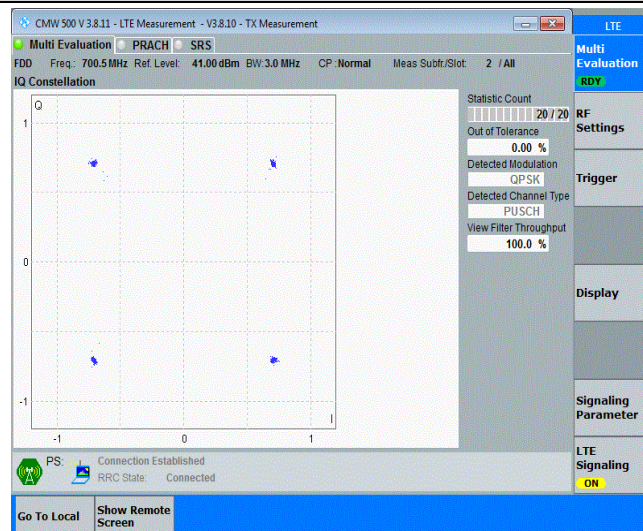 CMW 500 V 3.8.11 - LTE Measurement - V3.8.10 - TX Measurement
LTE
Multi Evaluation PRACH SRS
FDD Freq.: 700.5 MHz Ref. Level: 41.00 dBm BW: 3.0 MHz CP : Normal Meas Subfr./Slot: 2 / All
IQ Constellation
Multi
Evaluation
RDY
Statistic Count
20 / 20
Out of Tolerance
0.00 %
Detected Modulation
QPSK
Detected Channel Type
PUSCH
View Filter Throughput
100.0 %
RF
Settings
Trigger
Display
Signaling
Parameter
LTE
Signaling
ON
Q
1
0
-1
I
-1 0 1
PS: Connection Established
RRC State: Connected
Go To Local
Show Remote
Screen